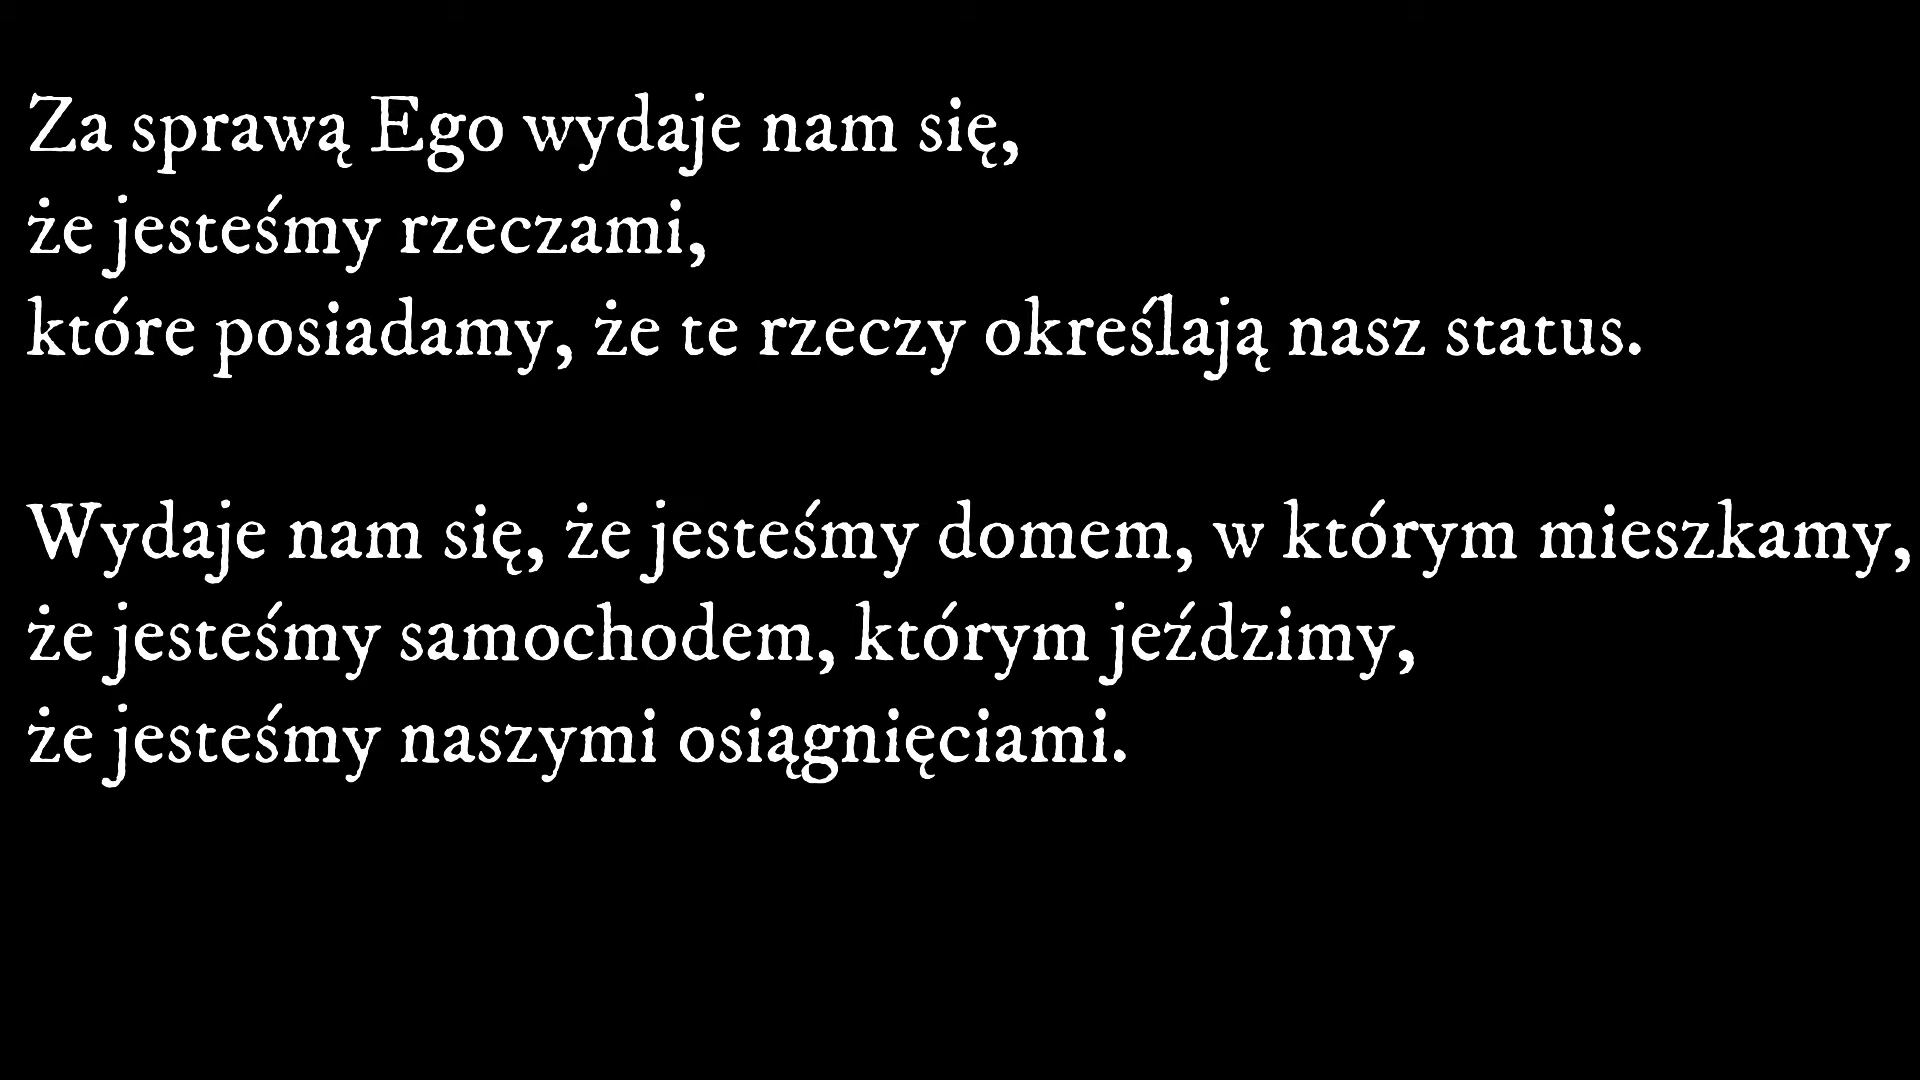 Za sprawą Ego wydaje nam się,
że jesteśmy rzeczami,
które posiadamy, że te rzeczy określają nasz status.
Wydaje nam się, że jesteśmy domem, w którym mieszkamy,
że jesteśmy samochodem, którym jeździmy,
że jesteśmy naszymi osiągnięciami.